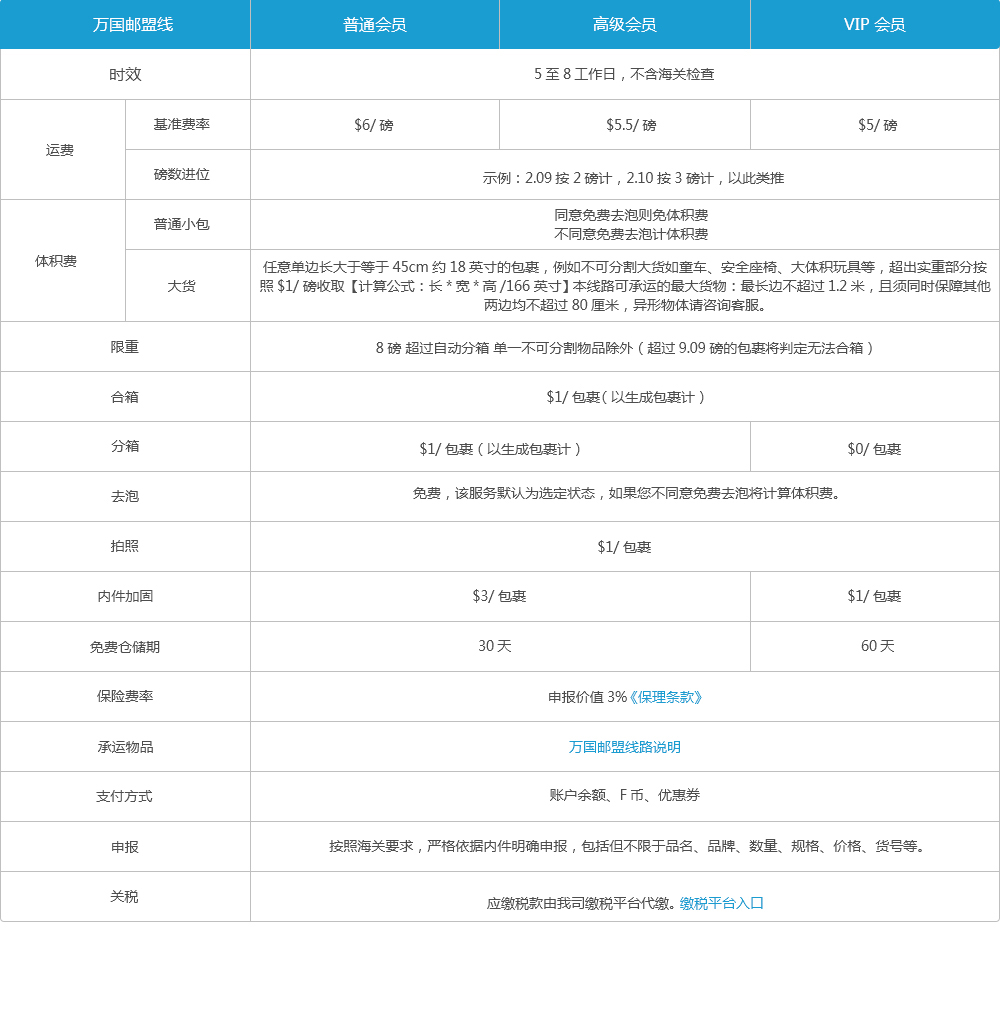 万国邮盟线 普通会员 高级会员 VIP 会员
时效 5 至 8 工作日，不含海关检查
运费
基准费率 $6/ 磅 $5.5/ 磅 $5/ 磅
磅数进位 示例：2.09 按 2 磅计，2.10 按 3 磅计，以此类推
体积费
普通小包 同意免费去泡则免体积费
不同意免费去泡计体积费
大货 任意单边长大于等于 45cm 约 18 英寸的包裹，例如不可分割大货如童车、安全座椅、大体积玩具等，超出实重部分按
照 $1/ 磅收取【计算公式：长 * 宽 * 高 /166 英寸】本线路可承运的最大货物：最长边不超过 1.2 米，且须同时保障其他
两边均不超过 80 厘米，异形物体请咨询客服。
限重 8 磅 超过自动分箱 单一不可分割物品除外（超过 9.09 磅的包裹将判定无法合箱）
合箱 $1/ 包裹（以生成包裹计）
分箱 $1/ 包裹（以生成包裹计） $0/ 包裹
去泡 免费，该服务默认为选定状态，如果您不同意免费去泡将计算体积费。
拍照 $1/ 包裹
内件加固 $3/ 包裹 $1/ 包裹
免费仓储期 30 天 60 天
保险费率 申报价值 3%《保理条款》
承运物品 万国邮盟线路说明
支付方式 账户余额、F 币、优惠券
申报 按照海关要求，严格依据内件明确申报，包括但不限于品名、品牌、数量、规格、价格、货号等。
关税 应缴税款由我司缴税平台代缴。缴税平台入口